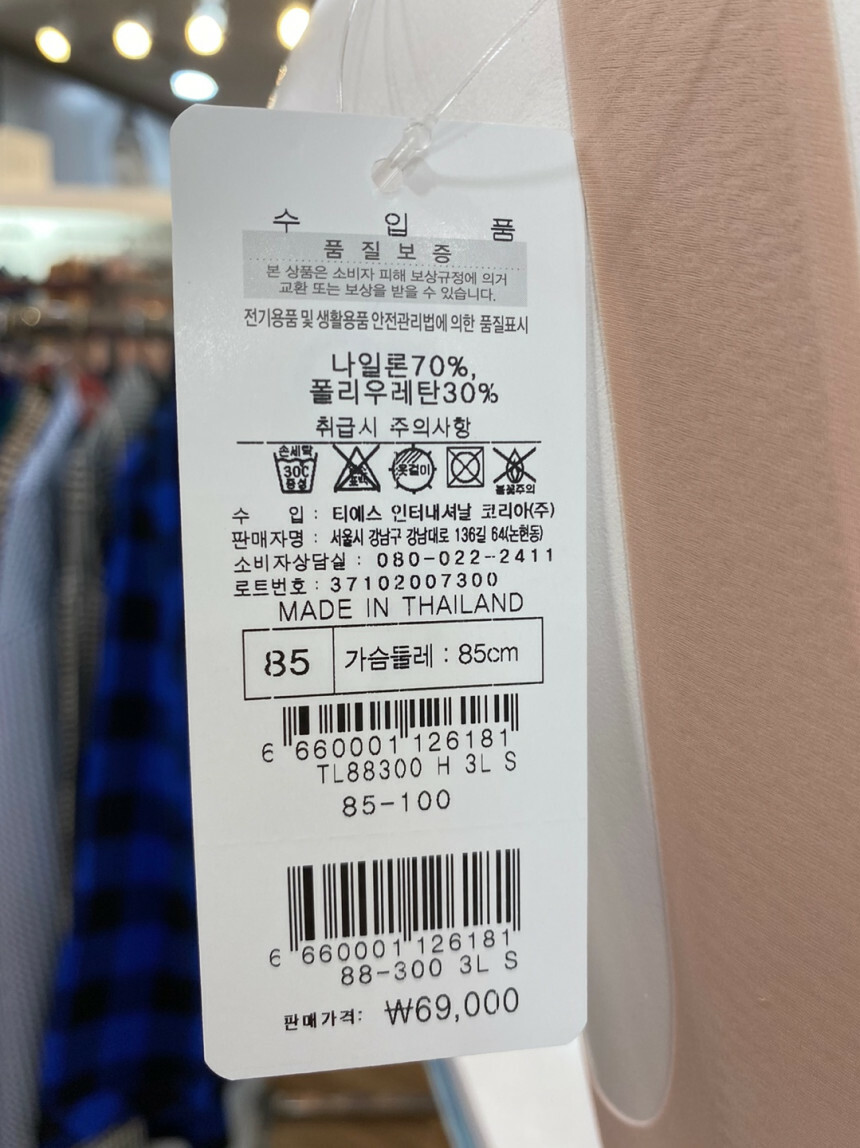 수 입 품
품 질 보 증
본 상품은 소비자 피해 보상규정에 의거
교환 또는 보상을 받을 수 있습니다.
전기용품 및 생활용품 안전관리법에 의한 품질표시
나일론70%,
폴리우레탄30%
취급시 주의사항
손세탁
30C
중성
표백
옷걸이
불꽃주의
수 입 : 티에스 인터내셔날 코리아(주)
판매자명 : 서울시 강남구 강남대로 136길 64(논현동)
소비자상담실 : 080-022-2411
로트번호 : 37102007300
MADE IN THAILAND
85 가슴둘레 : 85cm
6 660001 126181
TL88300 H 3L S
85-100
6 660001 126181
88-300 3L S
판매가격: ₩69,000